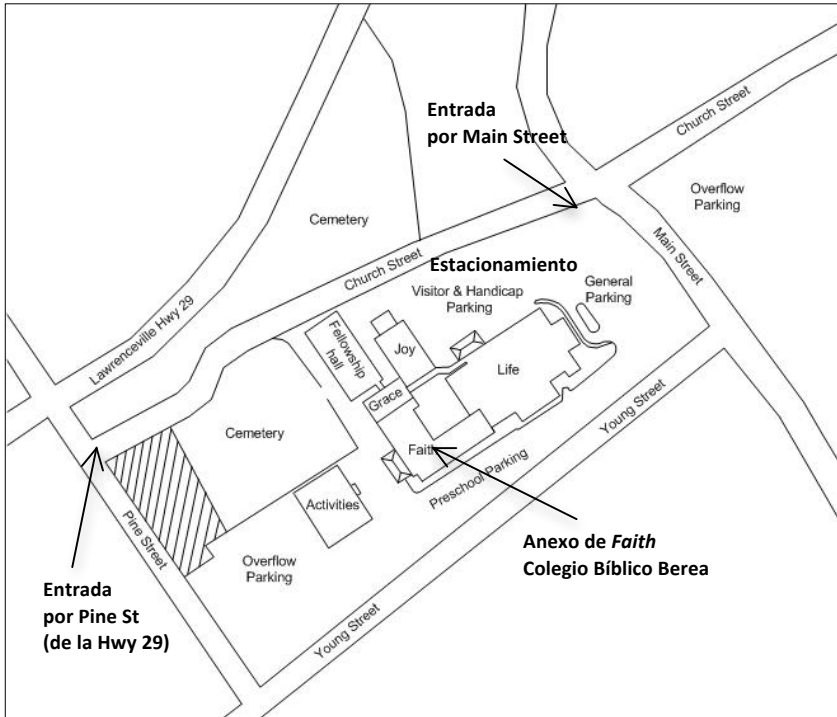 Entrada
por Main Street
Church Street
Overflow
Parking
Cemetery
Main Street
Church Street
Estacionamiento
Visitor & Handicap
Parking
General
Parking
Lawrenceville Hwy 29
Fellowship
hall
Joy
Life
Grace
Cemetery
Faith
Young Street
Preschool Parking
Activities
Pine Street
Overflow
Parking
Anexo de Faith
Colegio Bíblico Berea
Entrada
por Pine St
(de la Hwy 29)
Young Street